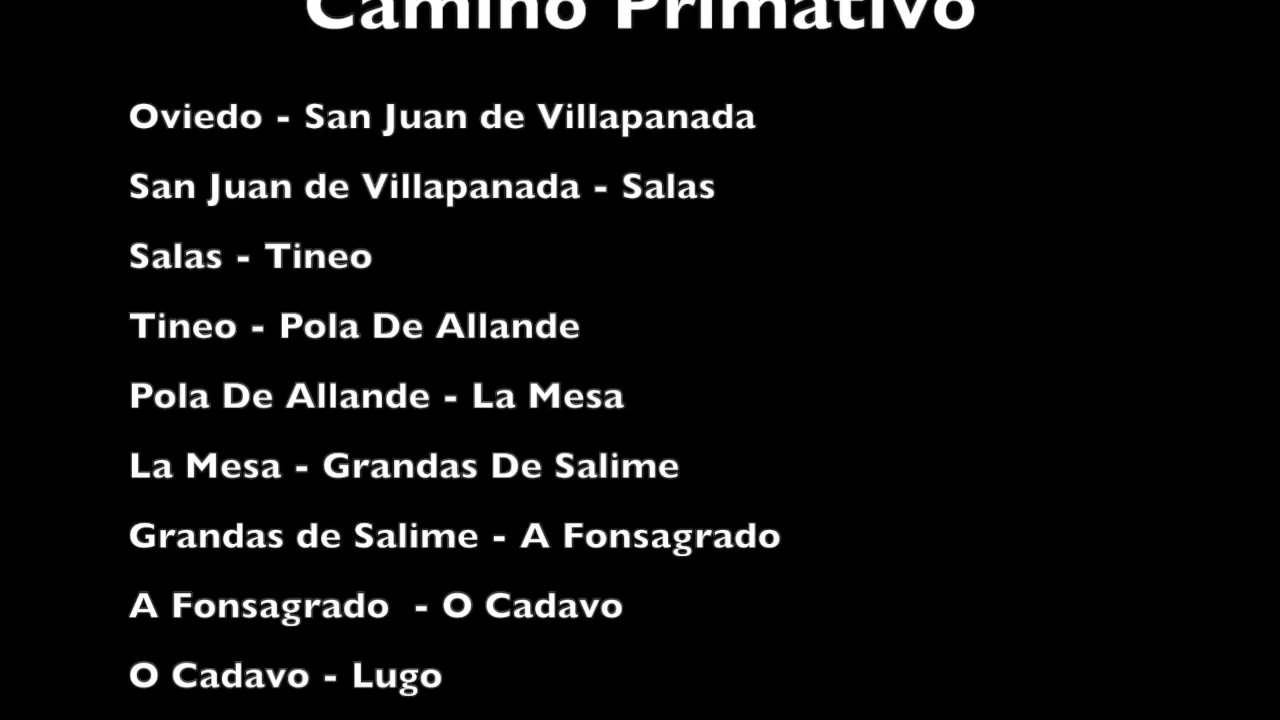 Camino Primativo
Oviedo - San Juan de Villapanada
San Juan de Villapanada - Salas
Salas - Tineo
Tineo - Pola De Allande
Pola De Allande - La Mesa
La Mesa - Grandas De Salime
Grandas de Salime - A Fonsagrado
A Fonsagrado  - O Cadavo
O Cadavo - Lugo